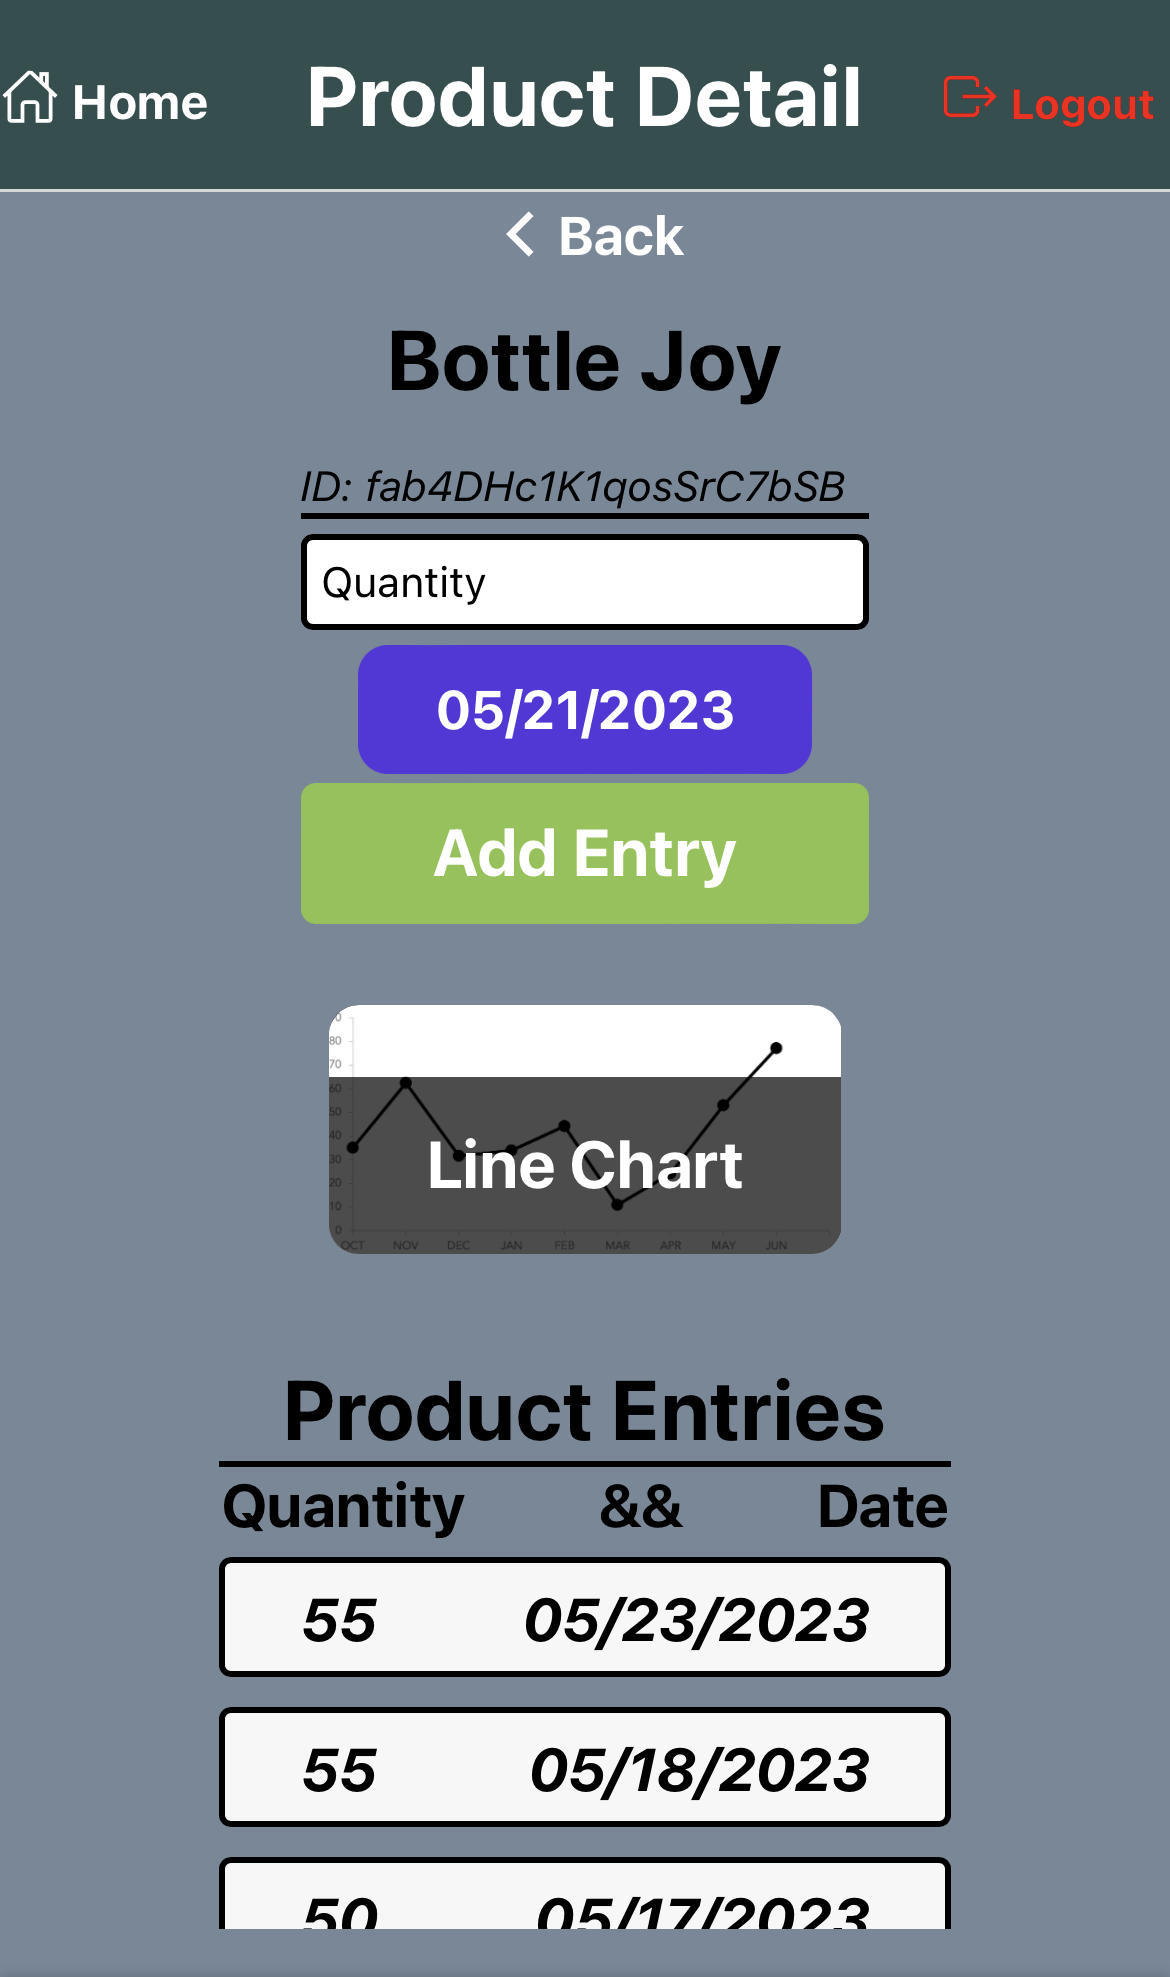 Home Product Detail Logout
Back
Bottle Joy
ID: fab4DHc1K1qosSrC7bSB
Quantity
05/21/2023
Add Entry
0
80
70
60
50
40
30
20
10
0
Line Chart
OCT NOV DEC JAN FEB MAR APR MAY JUN
Product Entries
Quantity && Date
55 05/23/2023
55 05/18/2023
50 05/17/2023